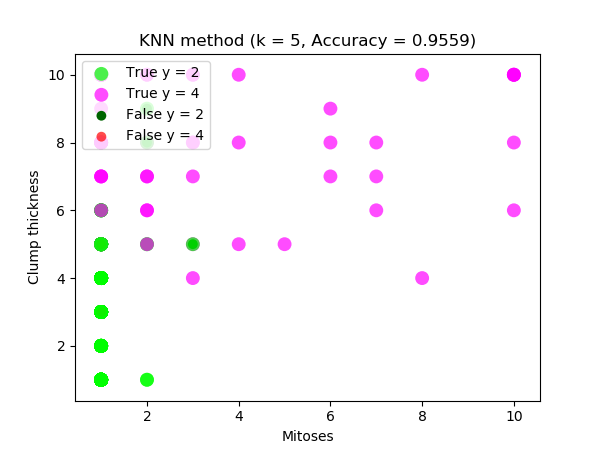 KNN method (k = 5, Accuracy = 0.9559)
True y = 2
True y = 4
False y = 2
False y = 4
Clump thickness
10
8
6
4
2
2 4 6 8 10
Mitoses